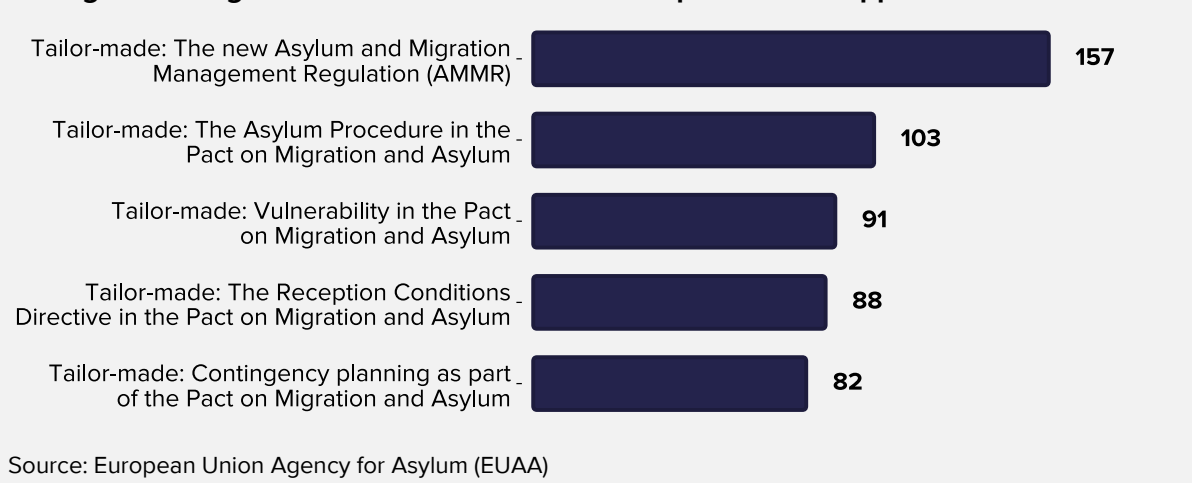 Tailor-made: The new Asylum and Migration
Management Regulation (AMMR)
157
Tailor-made: The Asylum Procedure in the
Pact on Migration and Asylum
103
Tailor-made: Vulnerability in the Pact
on Migration and Asylum
91
Tailor-made: The Reception Conditions
Directive in the Pact on Migration and Asylum
88
Tailor-made: Contingency planning as part
of the Pact on Migration and Asylum
82
Source: European Union Agency for Asylum (EUAA)